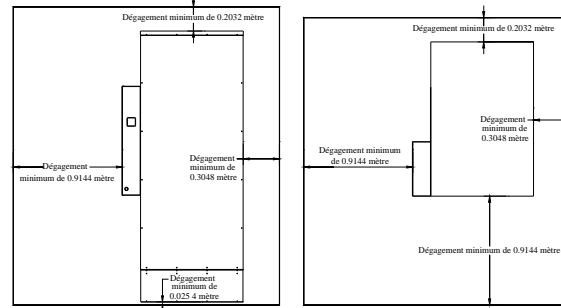 Dégagement minimum de 0.2032 mètre
Dégagement
minimum de 0.9144 mètre
Dégagement
minimum de
0.3048 mètre
Dégagement
minimum de
0.025 4 mètre
Dégagement minimum de 0.2032 mètre
Dégagement
minimum de
0.3048 mètre
Dégagement minimum
de 0.9144 mètre
Dégagement minimum de 0.9144 mètre